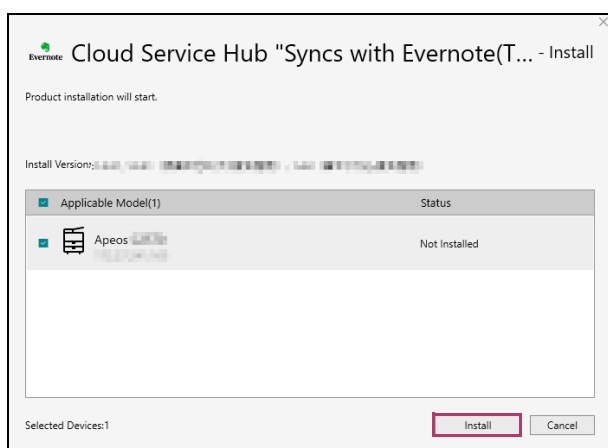 Evernote Cloud Service Hub "Syncs with Evernote(T... - Install
Product installation will start.
Install Version:
Applicable Model(1) Status
Apeos Not Installed
Selected Devices:1 Install Cancel